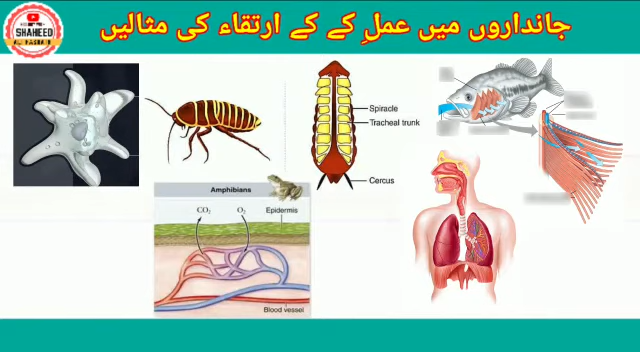 جانداروں میں عملِ کے کے ارتقاء کی مثالیں
SHAHEED
Spiracle
Tracheal trunk
Cercus
Amphibians
CO₂ O₂ Epidermis
Blood vessel